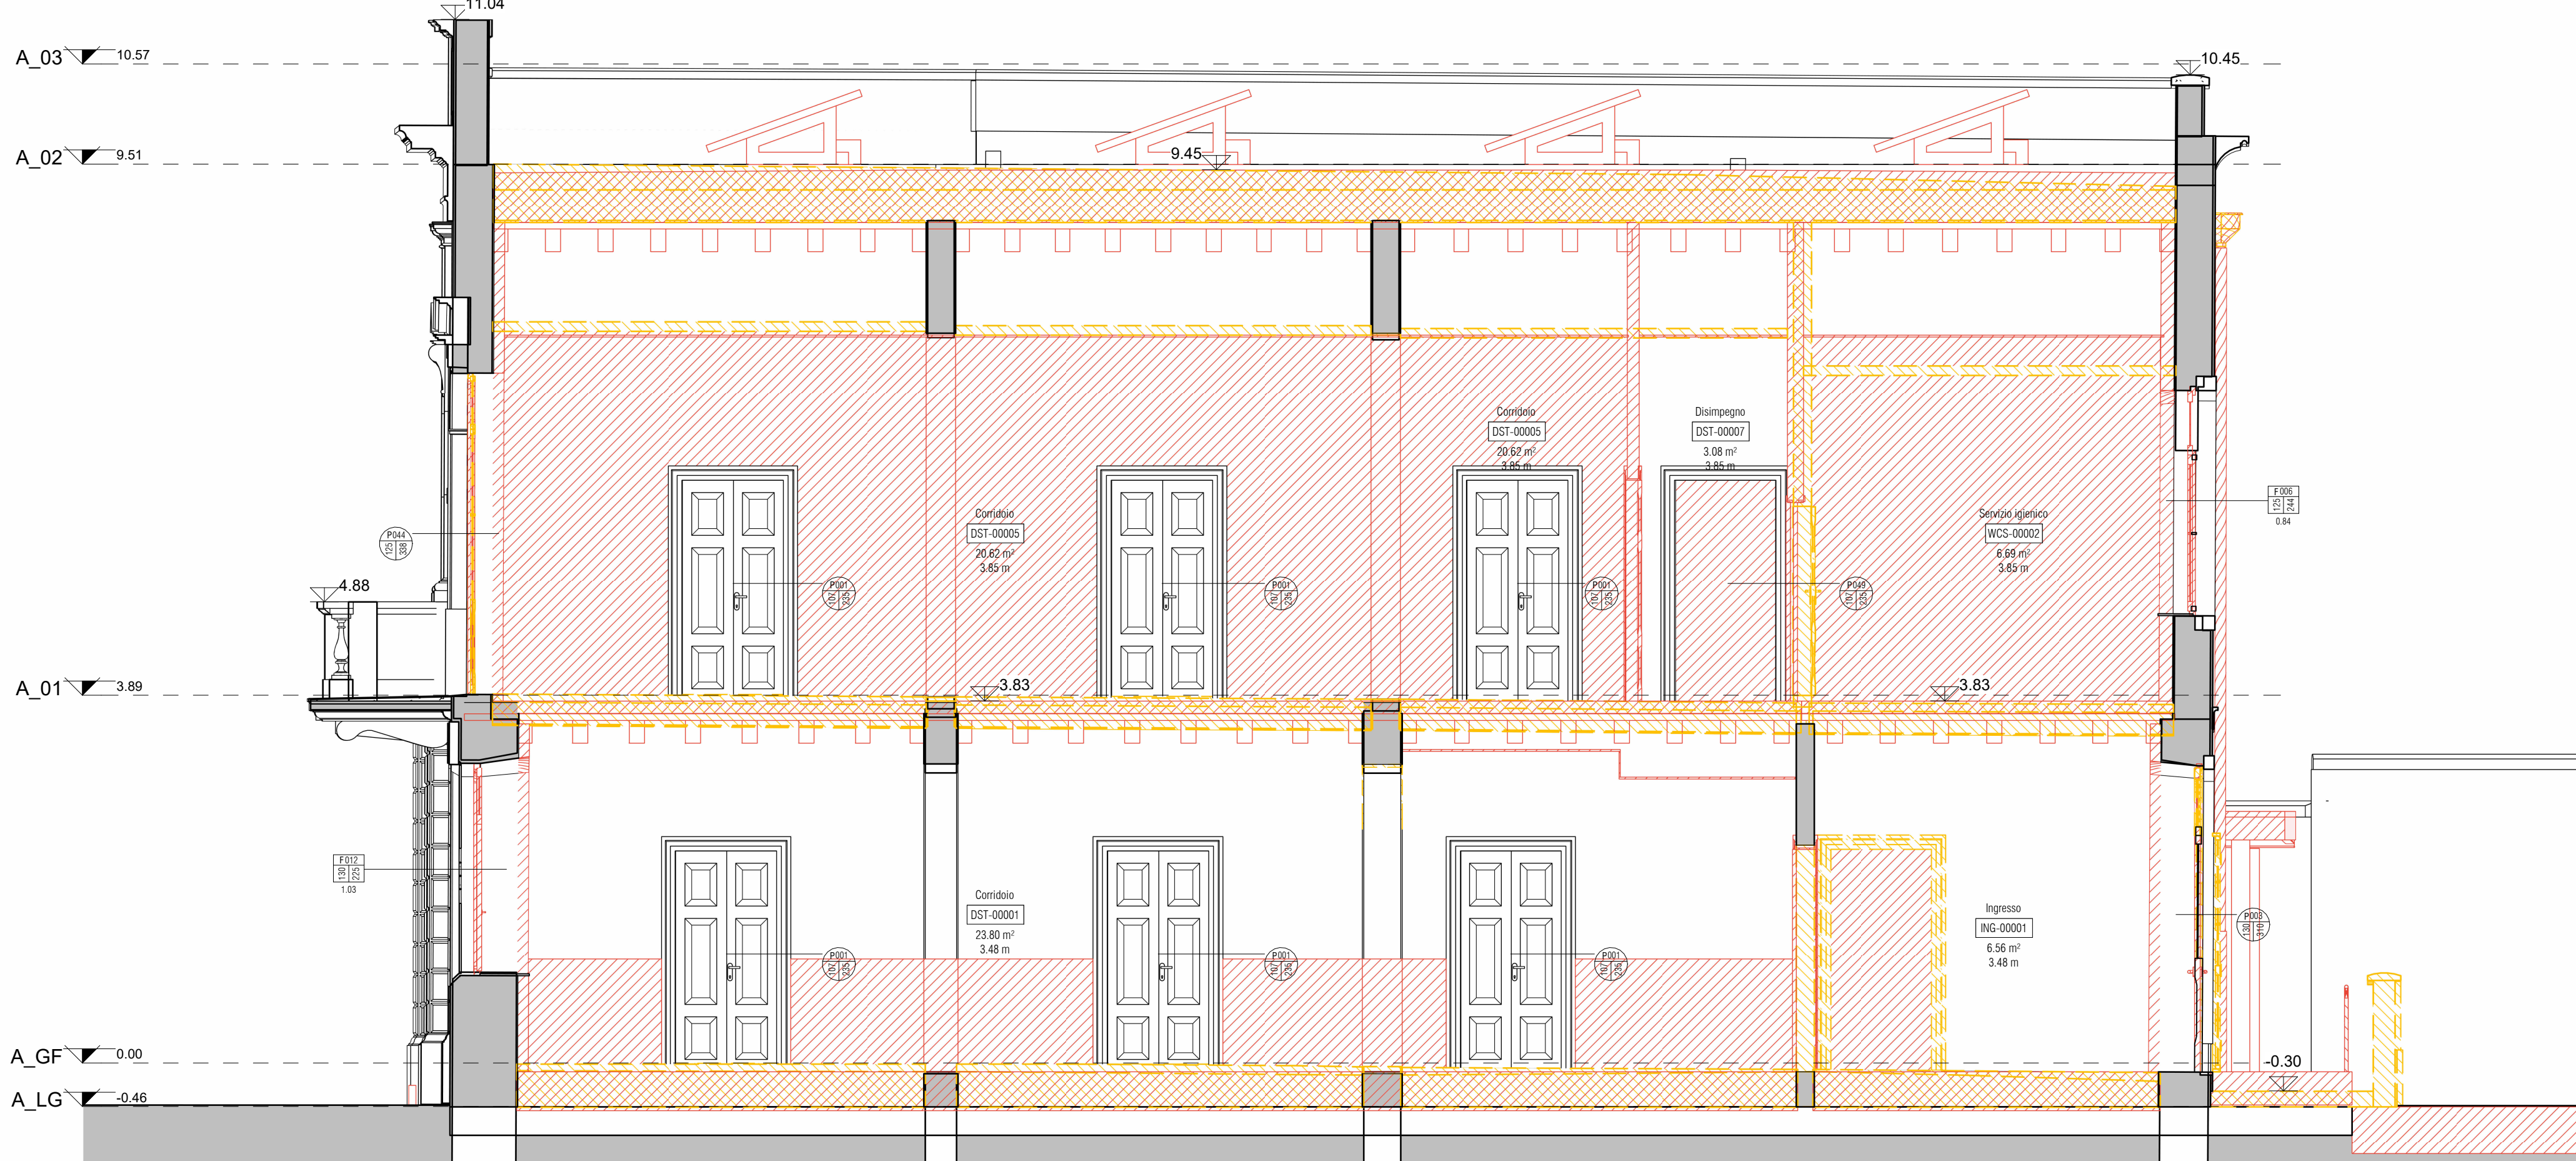 11.04
A_03 10.57
10.45
A_02 9.51
9.45
Corridoio
DST-00005
20.62 m²
3.85 m
Disimpegno
DST-00007
3.08 m²
3.85 m
Corridoio
DST-00005
20.62 m²
3.85 m
Servizio igienico
WCS-00002
6.69 m²
3.85 m
F006
125 244
0.84
P044
125 338
P001
107 235
P001
107 235
P001
107 235
P049
107 235
4.88
A_01 3.89
3.83
3.83
F012
130 225
1.03
Corridoio
DST-00001
23.80 m²
3.48 m
Ingresso
ING-00001
6.56 m²
3.48 m
P003
130 310
P001
107 235
P001
107 235
P001
107 235
A_GF 0.00
-0.30
A_LG -0.46